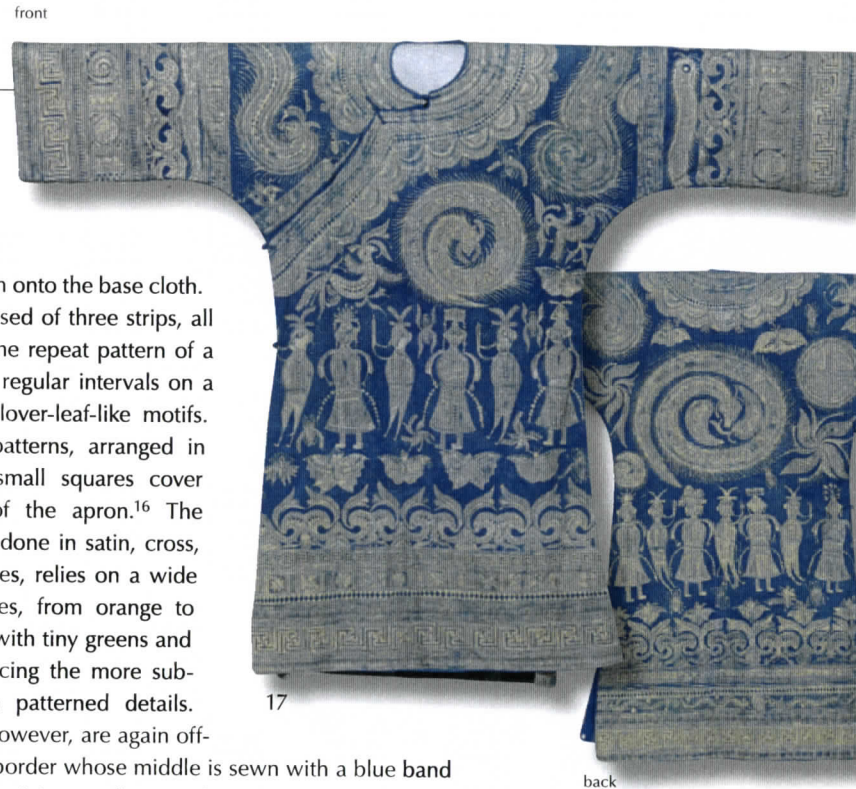 front
onto the base cloth.
sed of three strips, all
repeat pattern of a
regular intervals on a
lover-leaf-like motifs.
patterns, arranged in
small squares cover
of the apron.16 The
done in satin, cross,
es, relies on a wide
es, from orange to
with tiny greens and
cing the more sub-
patterned details.
17
owever, are again off-
border whose middle is sewn with a blue band
back